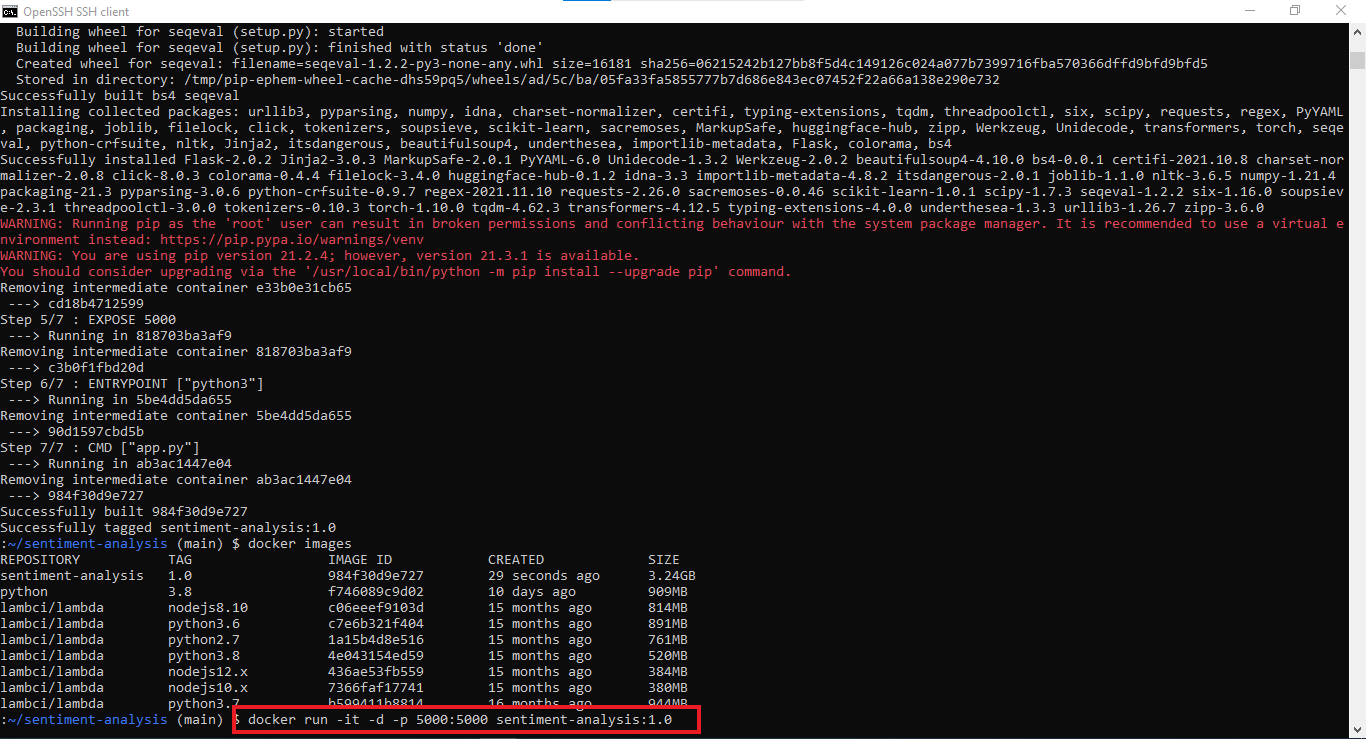 OpenSSH SSH client
Building wheel for seqeval (setup.py): started
Building wheel for seqeval (setup.py): finished with status 'done'
Created wheel for seqeval: filename=seqeval-1.2.2-py3-none-any.whl size=16181 sha256=06215242b127bb8f5d4c149126c024a077b7399716fba570366dffd9bfd9bfd5
Stored in directory: /tmp/pip-ephem-wheel-cache-dhs59pq5/wheels/ad/5c/ba/05fa33fa5855777b7d686e843ec07452f22a66a138e290e732
Successfully built bs4 seqeval
Installing collected packages: urllib3, pyparsing, numpy, idna, charset-normalizer, certifi, typing-extensions, tqdm, threadpoolctl, six, scipy, requests, regex, PyYAML
, packaging, joblib, filelock, click, tokenizers, soupsieve, scikit-learn, sacremoses, MarkupSafe, huggingface-hub, zipp, Werkzeug, Unidecode, transformers, torch, seqe
val, python-crfsuite, nltk, Jinja2, itsdangerous, beautifulsoup4, underthesea, importlib-metadata, Flask, colorama, bs4
Successfully installed Flask-2.0.2 Jinja2-3.0.3 MarkupSafe-2.0.1 PyYAML-6.0 Unidecode-1.3.2 Werkzeug-2.0.2 beautifulsoup4-4.10.0 bs4-0.0.1 certifi-2021.10.8 charset-nor
malizer-2.0.8 click-8.0.3 colorama-0.4.4 filelock-3.4.0 huggingface-hub-0.1.2 idna-3.3 importlib-metadata-4.8.2 itsdangerous-2.0.1 joblib-1.1.0 nltk-3.6.5 numpy-1.21.4
packaging-21.3 pyparsing-3.0.6 python-crfsuite-0.9.7 regex-2021.11.10 requests-2.26.0 sacremoses-0.0.46 scikit-learn-1.0.1 scipy-1.7.3 seqeval-1.2.2 six-1.16.0 soupsiev
e-2.3.1 threadpoolctl-3.0.0 tokenizers-0.10.3 torch-1.10.0 tqdm-4.62.3 transformers-4.12.5 typing-extensions-4.0.0 underthesea-1.3.3 urllib3-1.26.7 zipp-3.6.0
WARNING: Running pip as the 'root' user can result in broken permissions and conflicting behaviour with the system package manager. It is recommended to use a virtual e
nvironment instead: https://pip.pypa.io/warnings/venv
WARNING: You are using pip version 21.2.4; however, version 21.3.1 is available.
You should consider upgrading via the '/usr/local/bin/python -m pip install --upgrade pip' command.
Removing intermediate container e33b0e31cb65
---> cd18b4712599
Step 5/7 : EXPOSE 5000
---> Running in 818703ba3af9
Removing intermediate container 818703ba3af9
---> c3b0f1fbd20d
Step 6/7 : ENTRYPOINT ["python3"]
---> Running in 5be4dd5da655
Removing intermediate container 5be4dd5da655
---> 90d1597cbd5b
Step 7/7 : CMD ["app.py"]
---> Running in ab3ac1447e04
Removing intermediate container ab3ac1447e04
---> 984f30d9e727
Successfully built 984f30d9e727
Successfully tagged sentiment-analysis:1.0
:~/sentiment-analysis (main) $ docker images
REPOSITORY TAG IMAGE ID CREATED SIZE
sentiment-analysis 1.0 984f30d9e727 29 seconds ago 3.24GB
python 3.8 f746089c9d02 10 days ago 909MB
lambci/lambda nodejs8.10 c06eeef9103d 15 months ago 814MB
lambci/lambda python3.6 c7e6b321f404 15 months ago 891MB
lambci/lambda python2.7 1a15b4d8e516 15 months ago 761MB
lambci/lambda python3.8 4e043154ed59 15 months ago 520MB
lambci/lambda nodejs12.x 436ae53fb559 15 months ago 384MB
lambci/lambda nodejs10.x 7366faf17741 15 months ago 380MB
lambci/lambda python3.7 b599411b8814 16 months ago 944MB
:~/sentiment-analysis (main) $ docker run -it -d -p 5000:5000 sentiment-analysis:1.0